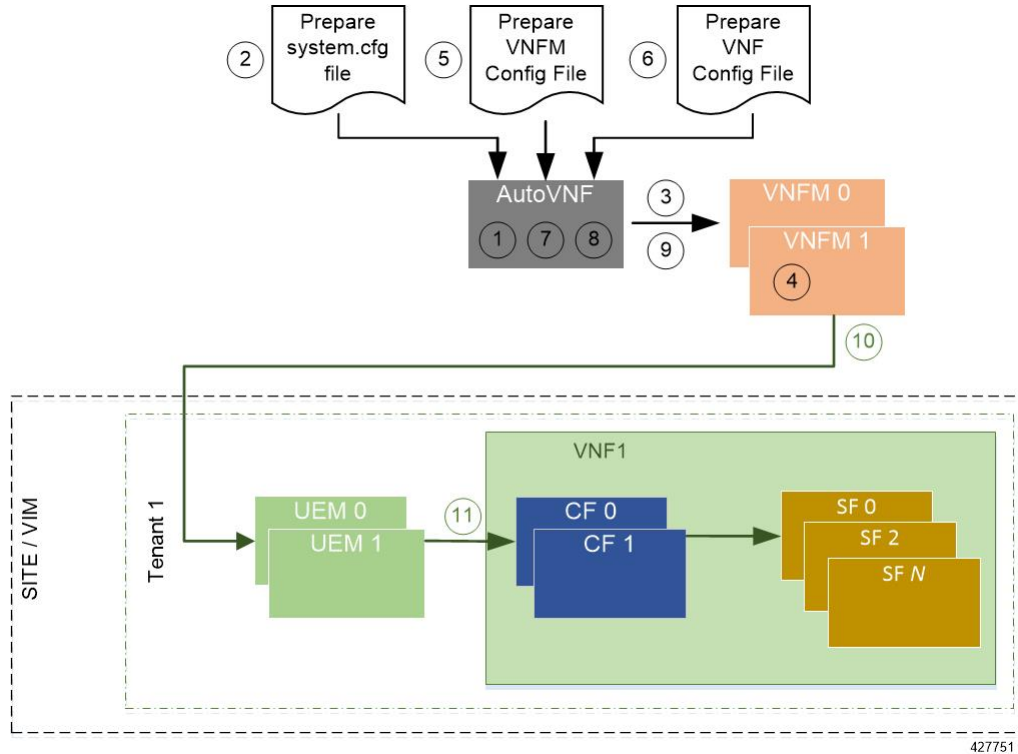 Prepare
system.cfg
file
2
Prepare
VNFM
Config File
5
Prepare
VNF
Config File
6
AutoVNF
1 7 8
3
9
VNFM 0
VNFM 1
4
10
SITE / VIM
Tenant 1
VNF1
UEM 0
UEM 1
11
CF 0
CF 1
SF 0
SF 2
SF N
427751